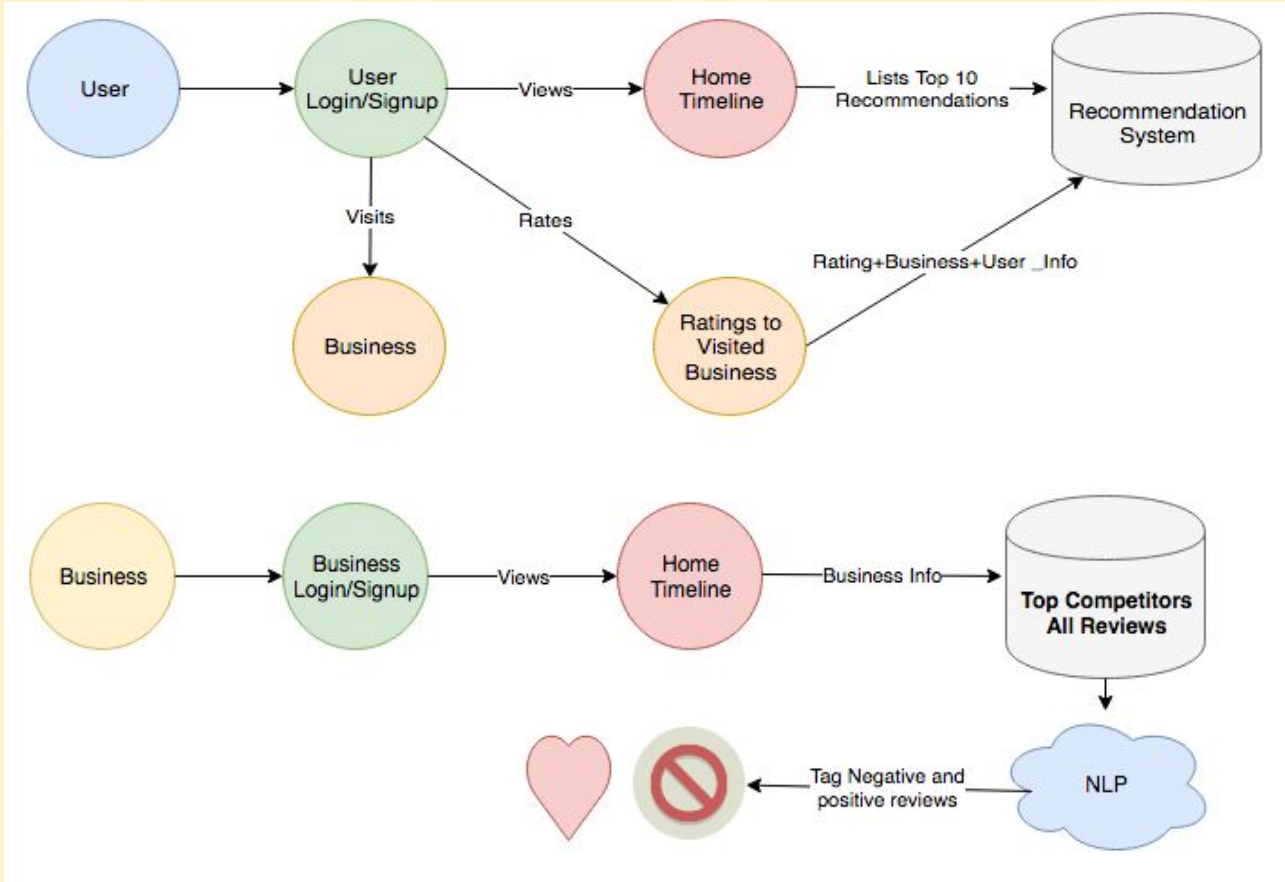 User
User
Login/Signup
Views
Home
Timeline
Lists Top 10
Recommendations
Recommendation
System
Visits
Rates
Rating+Business+User _Info
Business
Ratings to
Visited
Business
Business
Business
Login/Signup
Views
Home
Timeline
Business Info
Top Competitors
All Reviews
Tag Negative and
positive reviews
NLP